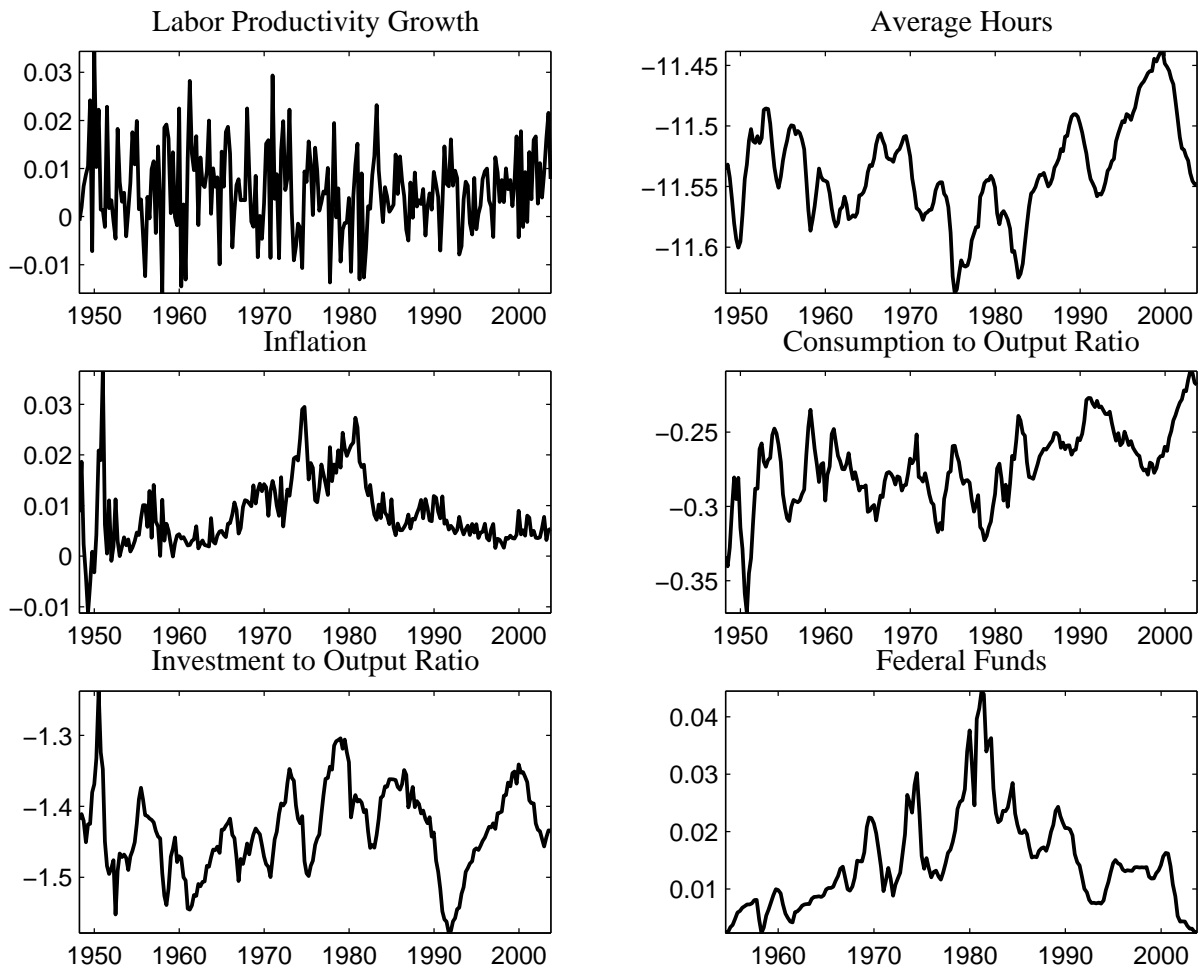 Labor Productivity Growth
0.03
0.02
0.01
0
−0.01
1950 1960 1970 1980 1990 2000
Average Hours
−11.45
−11.5
−11.55
−11.6
1950 1960 1970 1980 1990 2000
Inflation
0.03
0.02
0.01
0
−0.01
1950 1960 1970 1980 1990 2000
Consumption to Output Ratio
−0.25
−0.3
−0.35
1950 1960 1970 1980 1990 2000
Investment to Output Ratio
−1.3
−1.4
−1.5
1950 1960 1970 1980 1990 2000
Federal Funds
0.04
0.03
0.02
0.01
1960 1970 1980 1990 2000